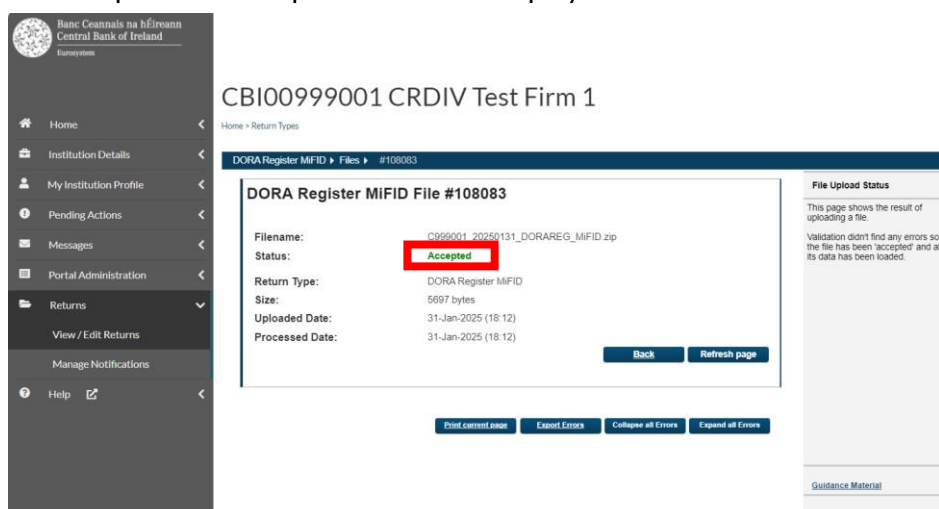 Banc Ceannais na hÉireann
Central Bank of Ireland
Eurosystem
CBI00999001 CRDIV Test Firm 1
Home > Return Types
Home
Institution Details
My Institution Profile
Pending Actions
Messages
Portal Administration
Returns
View / Edit Returns
Manage Notifications
Help
DORA Register MiFID Files #108083
DORA Register MiFID File #108083
Filename: C999001_20250131_DORAREG_MiFID.zip
Status: Accepted
Return Type: DORA Register MiFID
Size: 5697 bytes
Uploaded Date: 31-Jan-2025 (18:12)
Processed Date: 31-Jan-2025 (18:12)
Back Refresh page
Print current page Export Errors Collapse all Errors Expand all Errors
File Upload Status
This page shows the result of
uploading a file.
Validation didn't find any errors so
the file has been 'accepted' and
its data has been loaded.
Guidance Material